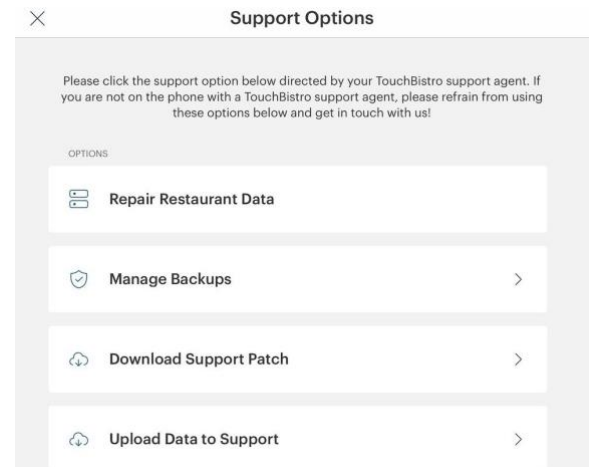 Support Options
Please click the support option below directed by your TouchBistro support agent. If
you are not on the phone with a TouchBistro support agent, please refrain from using
these options below and get in touch with us!
OPTIONS
Repair Restaurant Data
Manage Backups
Download Support Patch
Upload Data to Support